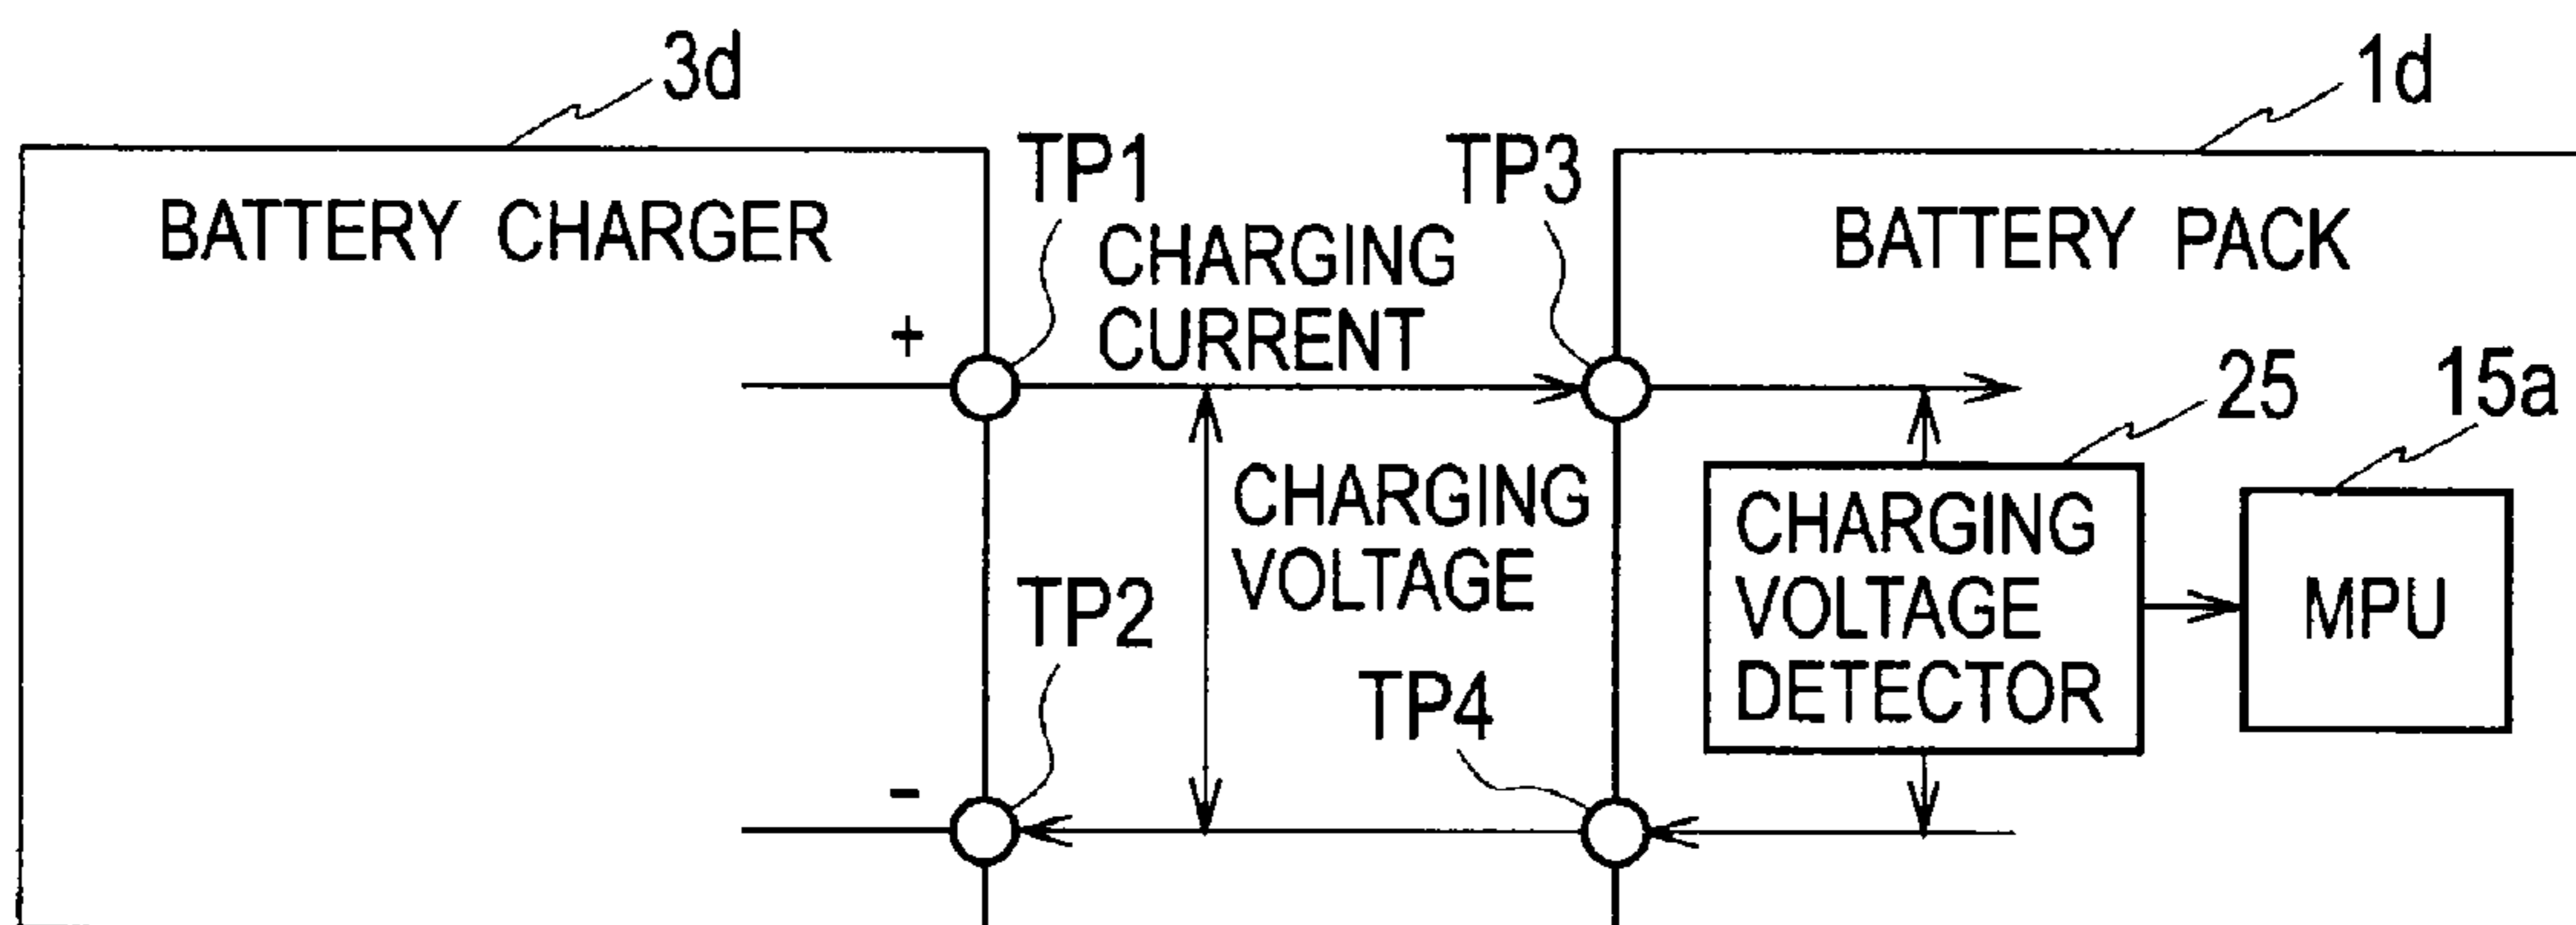 3d
1d
BATTERY CHARGER
TP1
CHARGING
CURRENT
TP3
BATTERY PACK
+
25
15a
CHARGING
VOLTAGE
CHARGING
VOLTAGE
DETECTOR
MPU
TP2
TP4
-